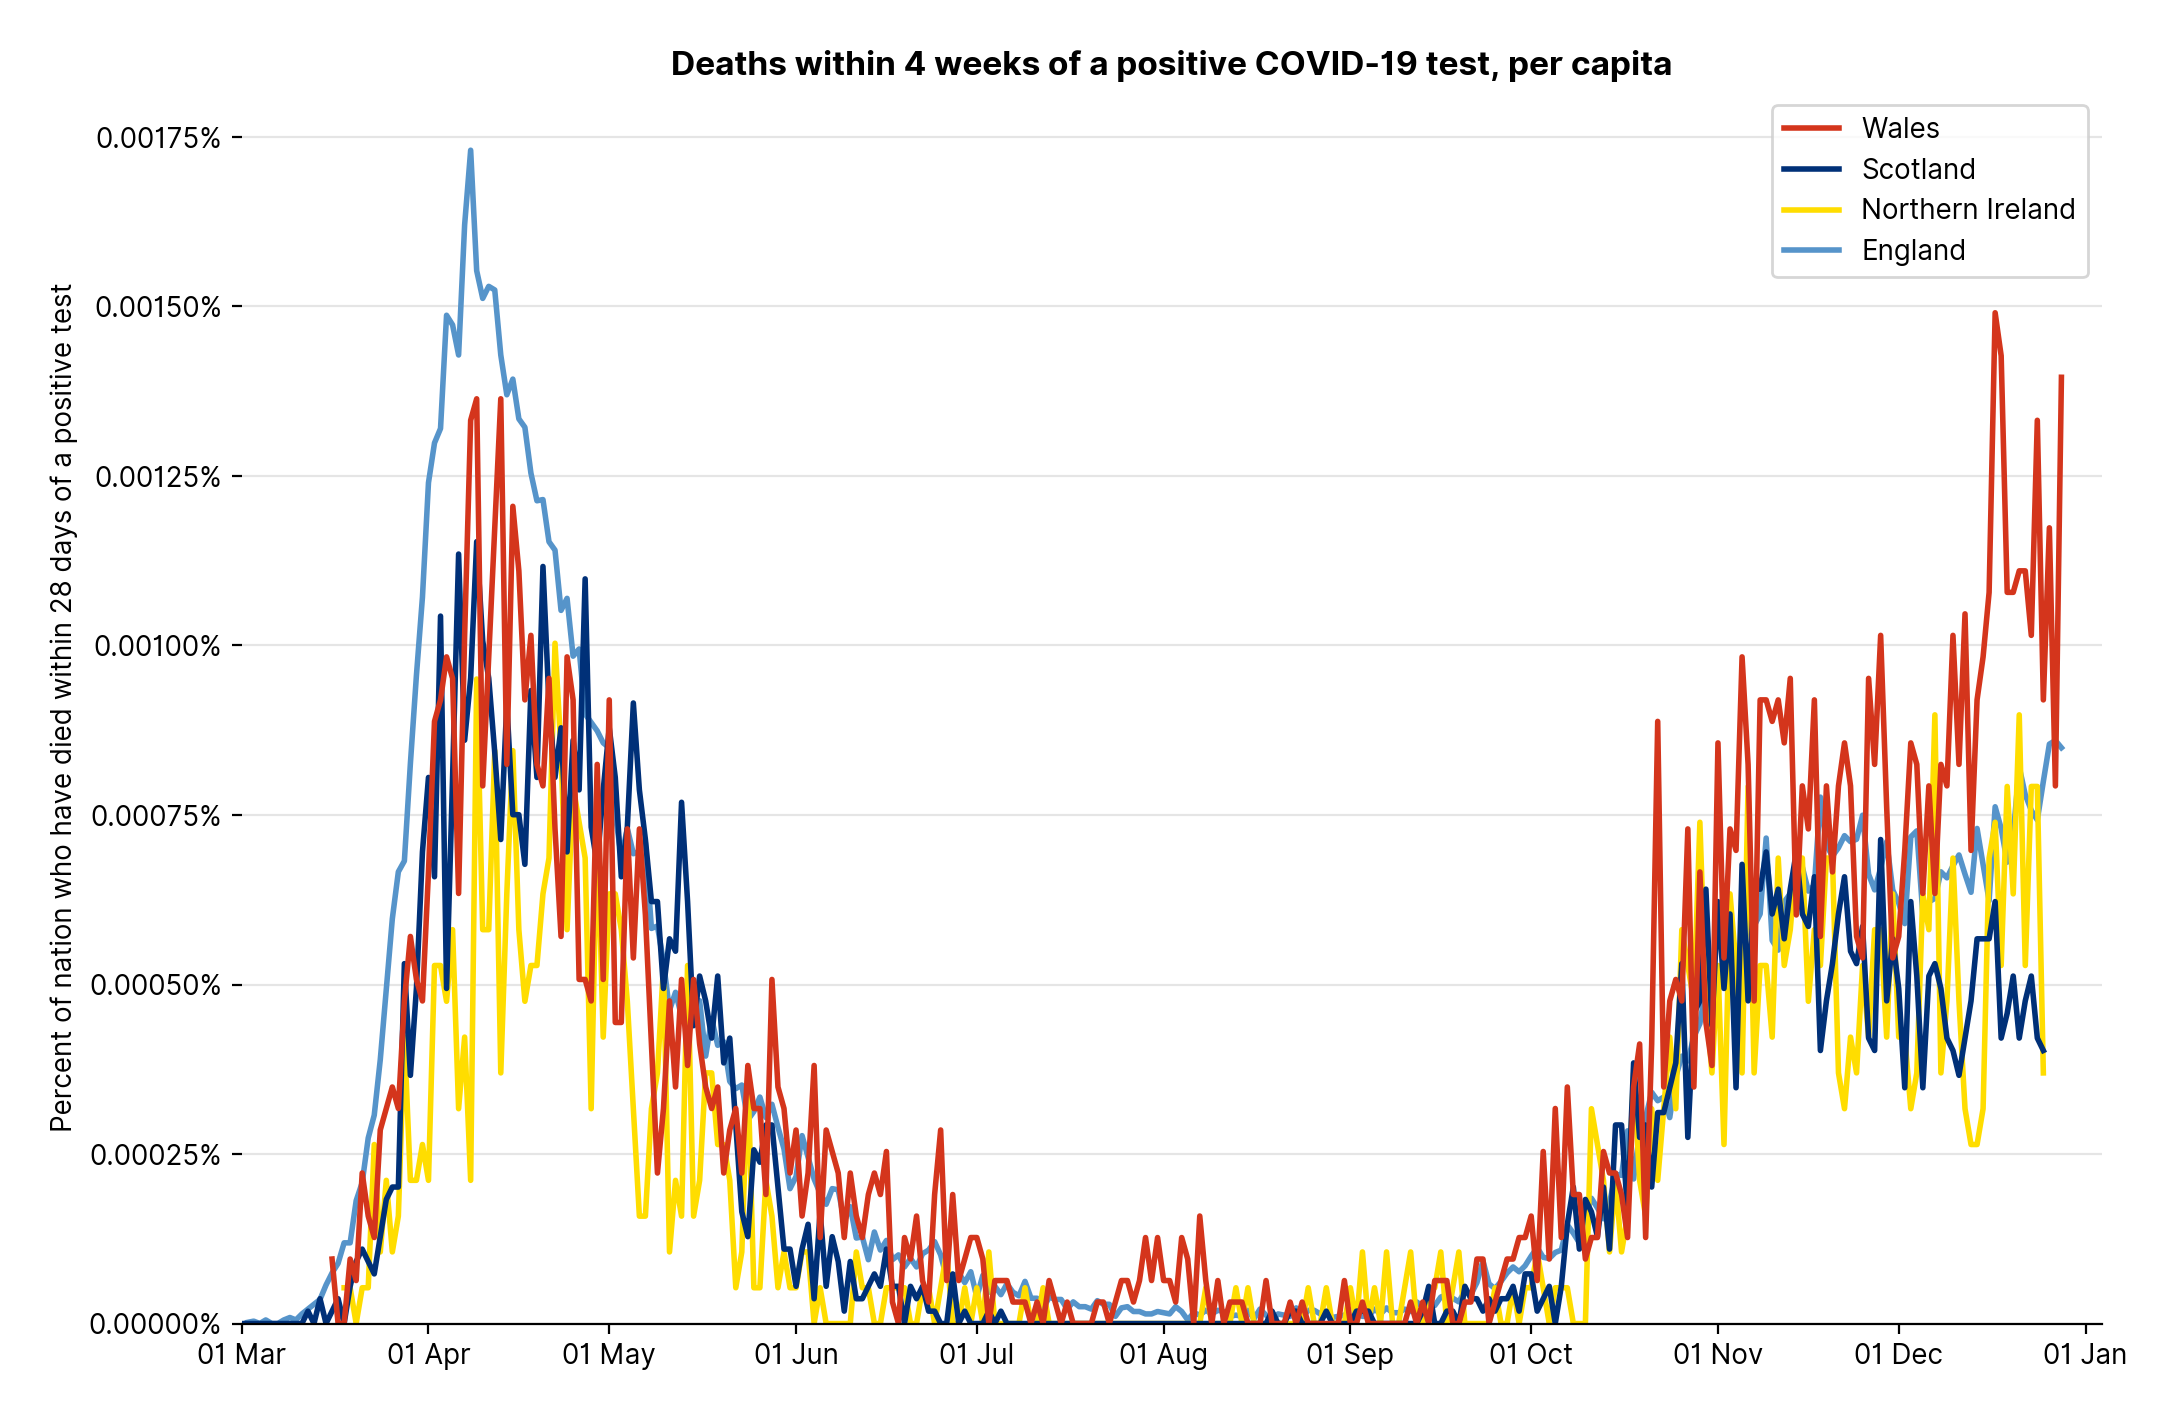 Deaths within 4 weeks of a positive COVID-19 test, per capita
Wales
Scotland
Northern Ireland
England
Percent of nation who have died within 28 days of a positive test
0.00175%
0.00150%
0.00125%
0.00100%
0.00075%
0.00050%
0.00025%
0.00000%
01 Mar
01 Apr
01 May
01 Jun
01 Jul
01 Aug
01 Sep
01 Oct
01 Nov
01 Dec
01 Jan